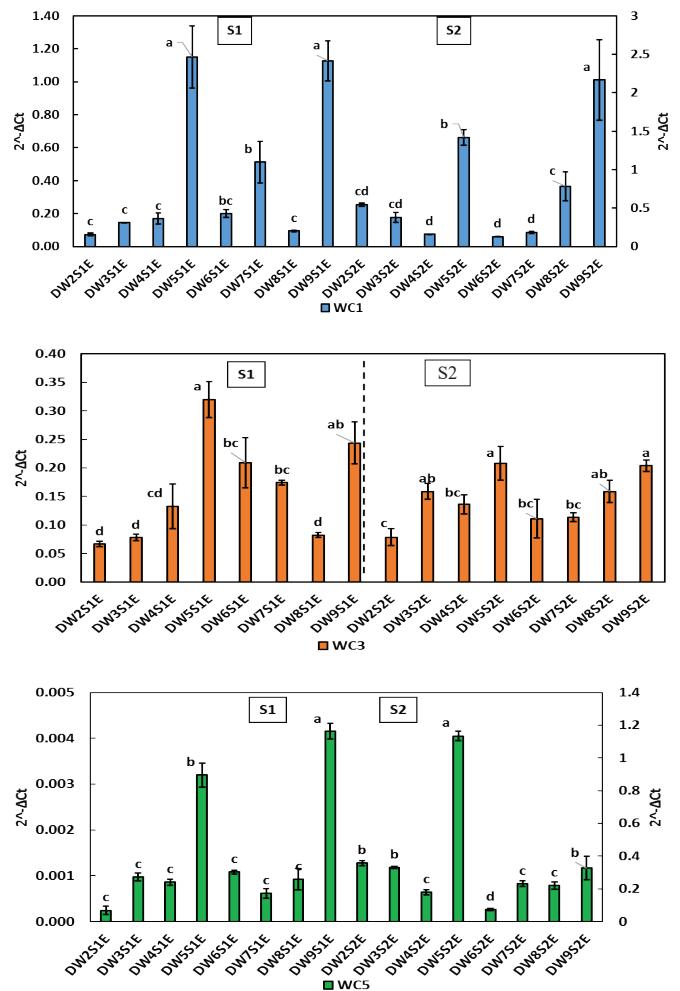 S1 S2
2^-ΔCt
1.40 1.20 1.00 0.80 0.60 0.40 0.20 0.00
3 2.5 2 1.5 1 0.5 0
2^-ΔCt
c c c a bc b c a cd cd d b d d c a
DW2S1E DW3S1E DW4S1E DW5S1E DW6S1E DW7S1E DW8S1E DW9S1E DW2S2E DW3S2E DW4S2E DW5S2E DW6S2E DW7S2E DW8S2E DW9S2E
WC1
S1 S2
2^-ΔCt
0.40 0.35 0.30 0.25 0.20 0.15 0.10 0.05 0.00
d d cd a bc bc d ab c ab bc a bc bc ab a
DW2S1E DW3S1E DW4S1E DW5S1E DW6S1E DW7S1E DW8S1E DW9S1E DW2S2E DW3S2E DW4S2E DW5S2E DW6S2E DW7S2E DW8S2E DW9S2E
WC3
S1 S2
2^-ΔCt
0.005 0.004 0.003 0.002 0.001 0.000
1.4 1.2 1 0.8 0.6 0.4 0.2 0
2^-ΔCt
c c c b c c c a b b c a d c c b
DW2S1E DW3S1E DW4S1E DW5S1E DW6S1E DW7S1E DW8S1E DW9S1E DW2S2E DW3S2E DW4S2E DW5S2E DW6S2E DW7S2E DW8S2E DW9S2E
WC5